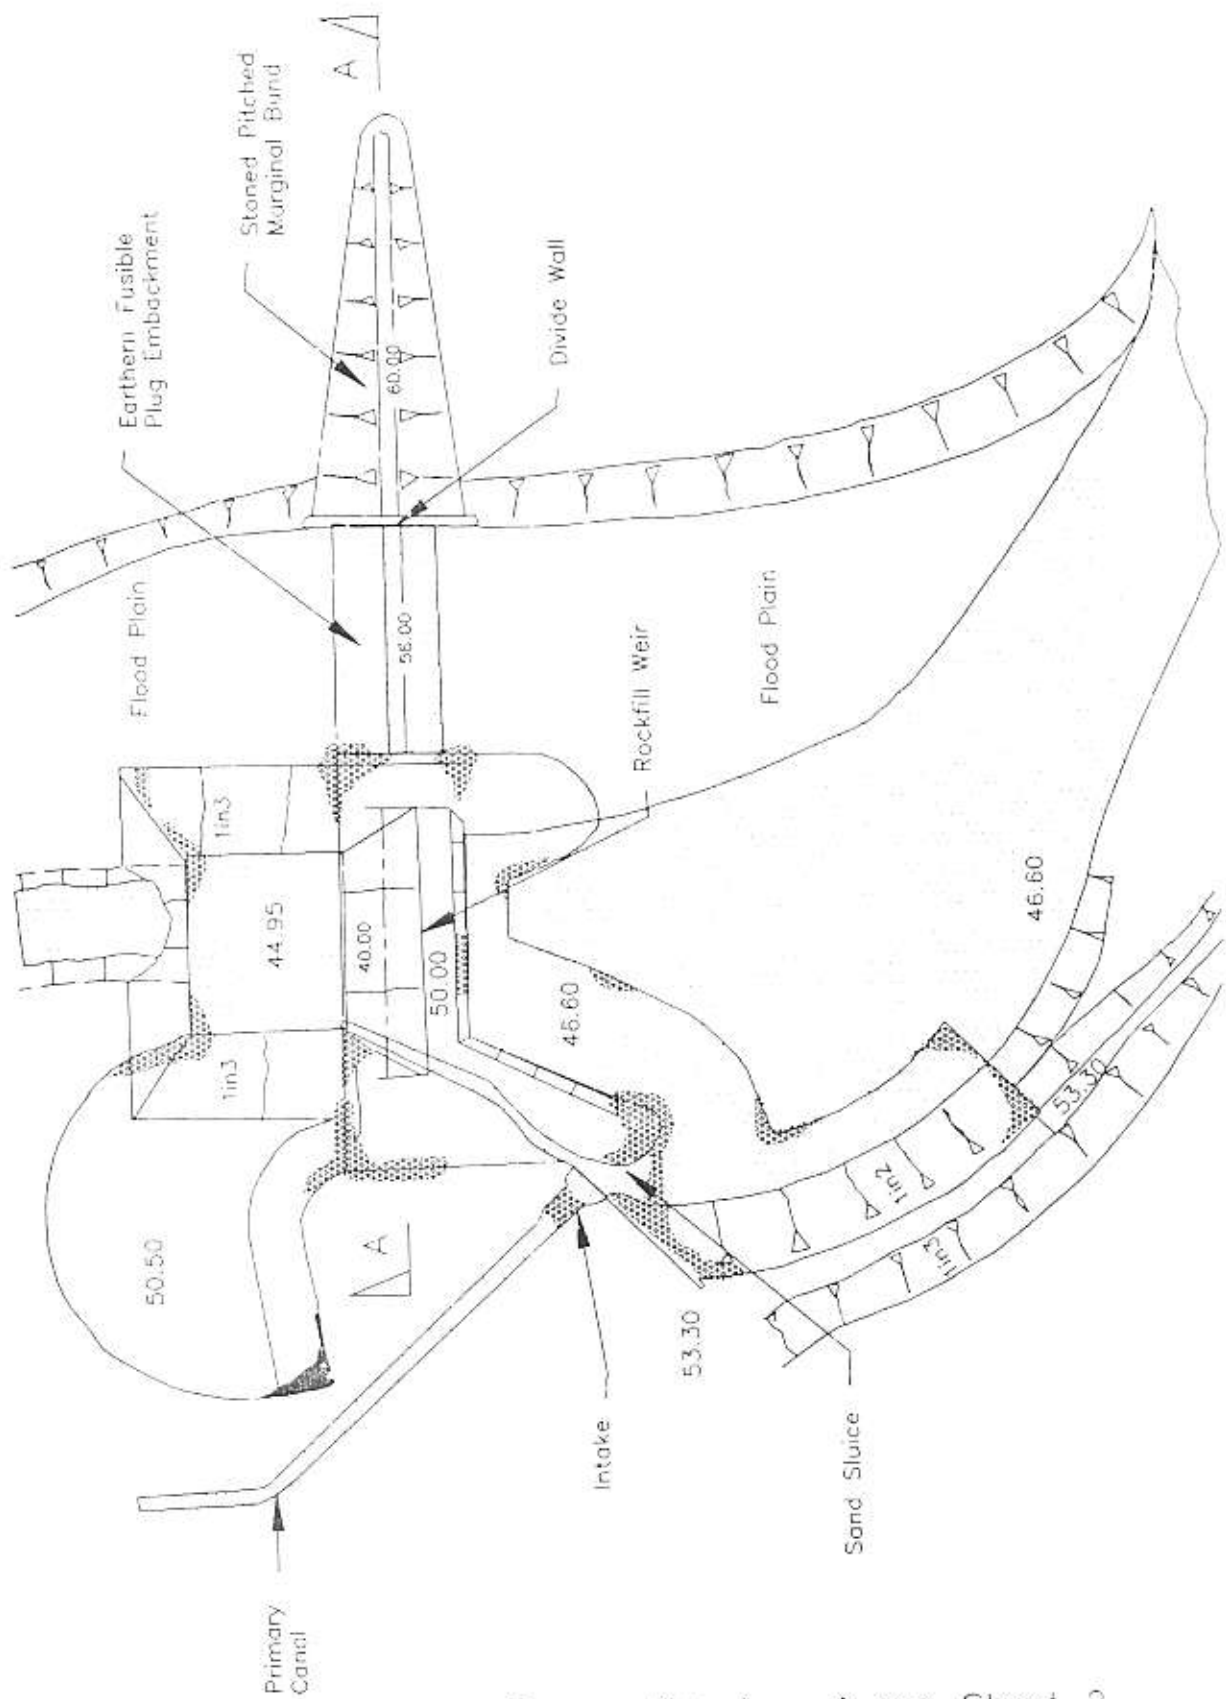 A
Stoned Pitched
Marginal Bund
Earthern Fusible
Plug Embackment
60.00
Divide Wall
Flood Plain
56.00
Rockfill Weir
Flood Plain
1in3
44.95
40.00
50.00
46.60
46.60
1in3
53.30
1in2
1in3
A
50.50
53.30
Intake
Sand Sluice
Primary
Canal